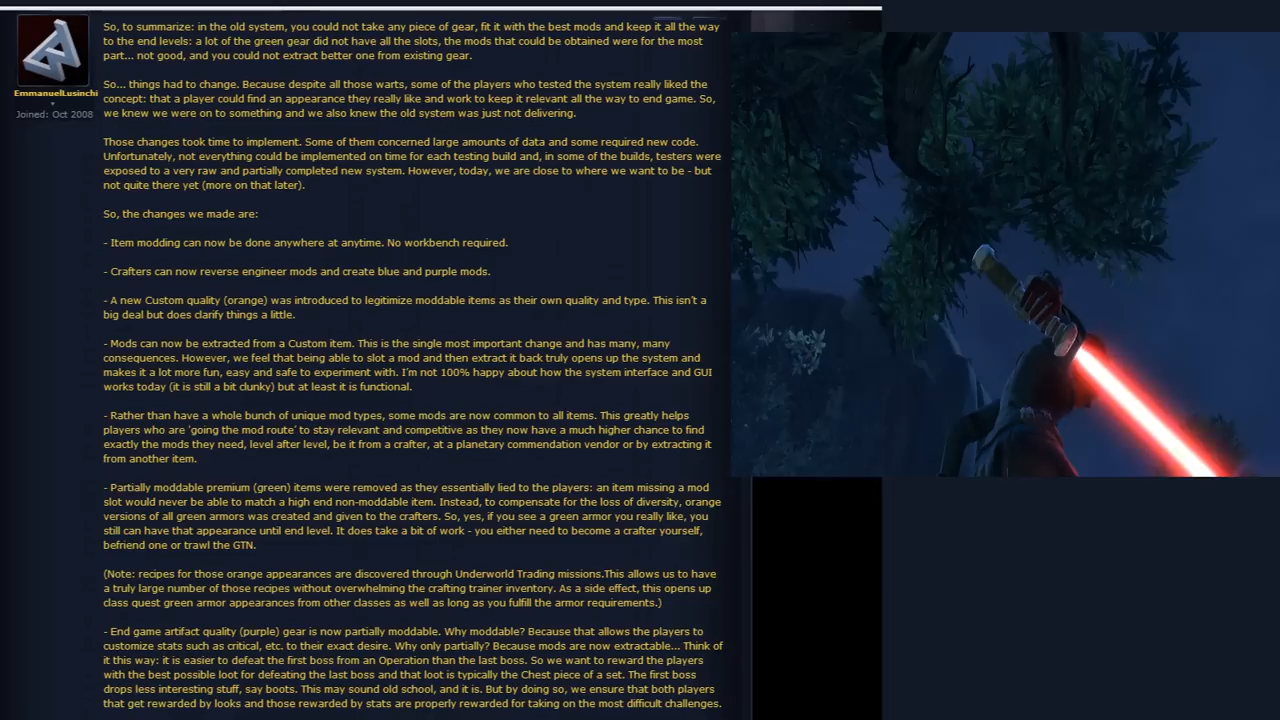 So, to summarize: in the old system, you could not take any piece of gear, fit it with the best mods and keep it all the way
to the end levels: a lot of the green gear did not have all the slots, the mods that could be obtained were for the most
part... not good, and you could not extract better one from existing gear.
EmmanuelLusinchi
Joined: Oct 2008
So... things had to change. Because despite all those warts, some of the players who tested the system really liked the
concept: that a player could find an appearance they really like and work to keep it relevant all the way to end game. So,
we knew we were on to something and we also knew the old system was just not delivering.
Those changes took time to implement. Some of them concerned large amounts of data and some required new code.
Unfortunately, not everything could be implemented on time for each testing build and, in some of the builds, testers were
exposed to a very raw and partially completed new system. However, today, we are close to where we want to be - but
not quite there yet (more on that later).
So, the changes we made are:
- Item modding can now be done anywhere at anytime. No workbench required.
- Crafters can now reverse engineer mods and create blue and purple mods.
- A new Custom quality (orange) was introduced to legitimize moddable items as their own quality and type. This isn't a
big deal but does clarify things a little.
- Mods can now be extracted from a Custom item. This is the single most important change and has many, many
consequences. However, we feel that being able to slot a mod and then extract it back truly opens up the system and
makes it a lot more fun, easy and safe to experiment with. I'm not 100% happy about how the system interface and GUI
works today (it is still a bit clunky) but at least it is functional.
- Rather than have a whole bunch of unique mod types, some mods are now common to all items. This greatly helps
players who are 'going the mod route' to stay relevant and competitive as they now have a much higher chance to find
exactly the mods they need, level after level, be it from a crafter, at a planetary commendation vendor or by extracting it
from another item.
- Partially moddable premium (green) items were removed as they essentially lied to the players: an item missing a mod
slot would never be able to match a high end non-moddable item. Instead, to compensate for the loss of diversity, orange
versions of all green armors was created and given to the crafters. So, yes, if you see a green armor you really like, you
still can have that appearance until end level. It does take a bit of work - you either need to become a crafter yourself,
befriend one or trawl the GTN.
(Note: recipes for those orange appearances are discovered through Underworld Trading missions.This allows us to have
a truly large number of those recipes without overwhelming the crafting trainer inventory. As a side effect, this opens up
class quest green armor appearances from other classes as well as long as you fulfill the armor requirements.)
- End game artifact quality (purple) gear is now partially moddable. Why moddable? Because that allows the players to
customize stats such as critical, etc. to their exact desire. Why only partially? Because mods are now extractable... Think of
it this way: it is easier to defeat the first boss from an Operation than the last boss. So we want to reward the players
with the best possible loot for defeating the last boss and that loot is typically the Chest piece of a set. The first boss
drops less interesting stuff, say boots. This may sound old school, and it is. But by doing so, we ensure that both players
that get rewarded by looks and those rewarded by stats are properly rewarded for taking on the most difficult challenges.